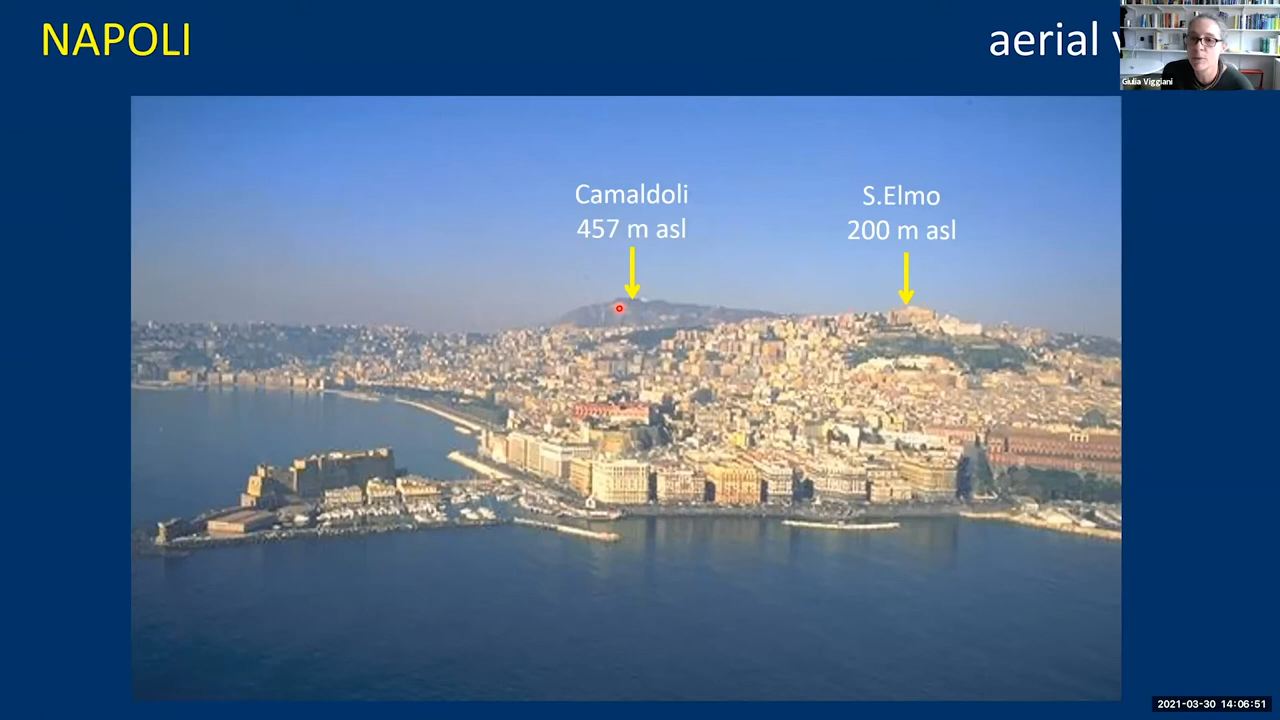 NAPOLI
aerial
Giulia Viggiani
Camaldoli
457 m asl
S.Elmo
200 m asl
2021-03-30 14:06:51